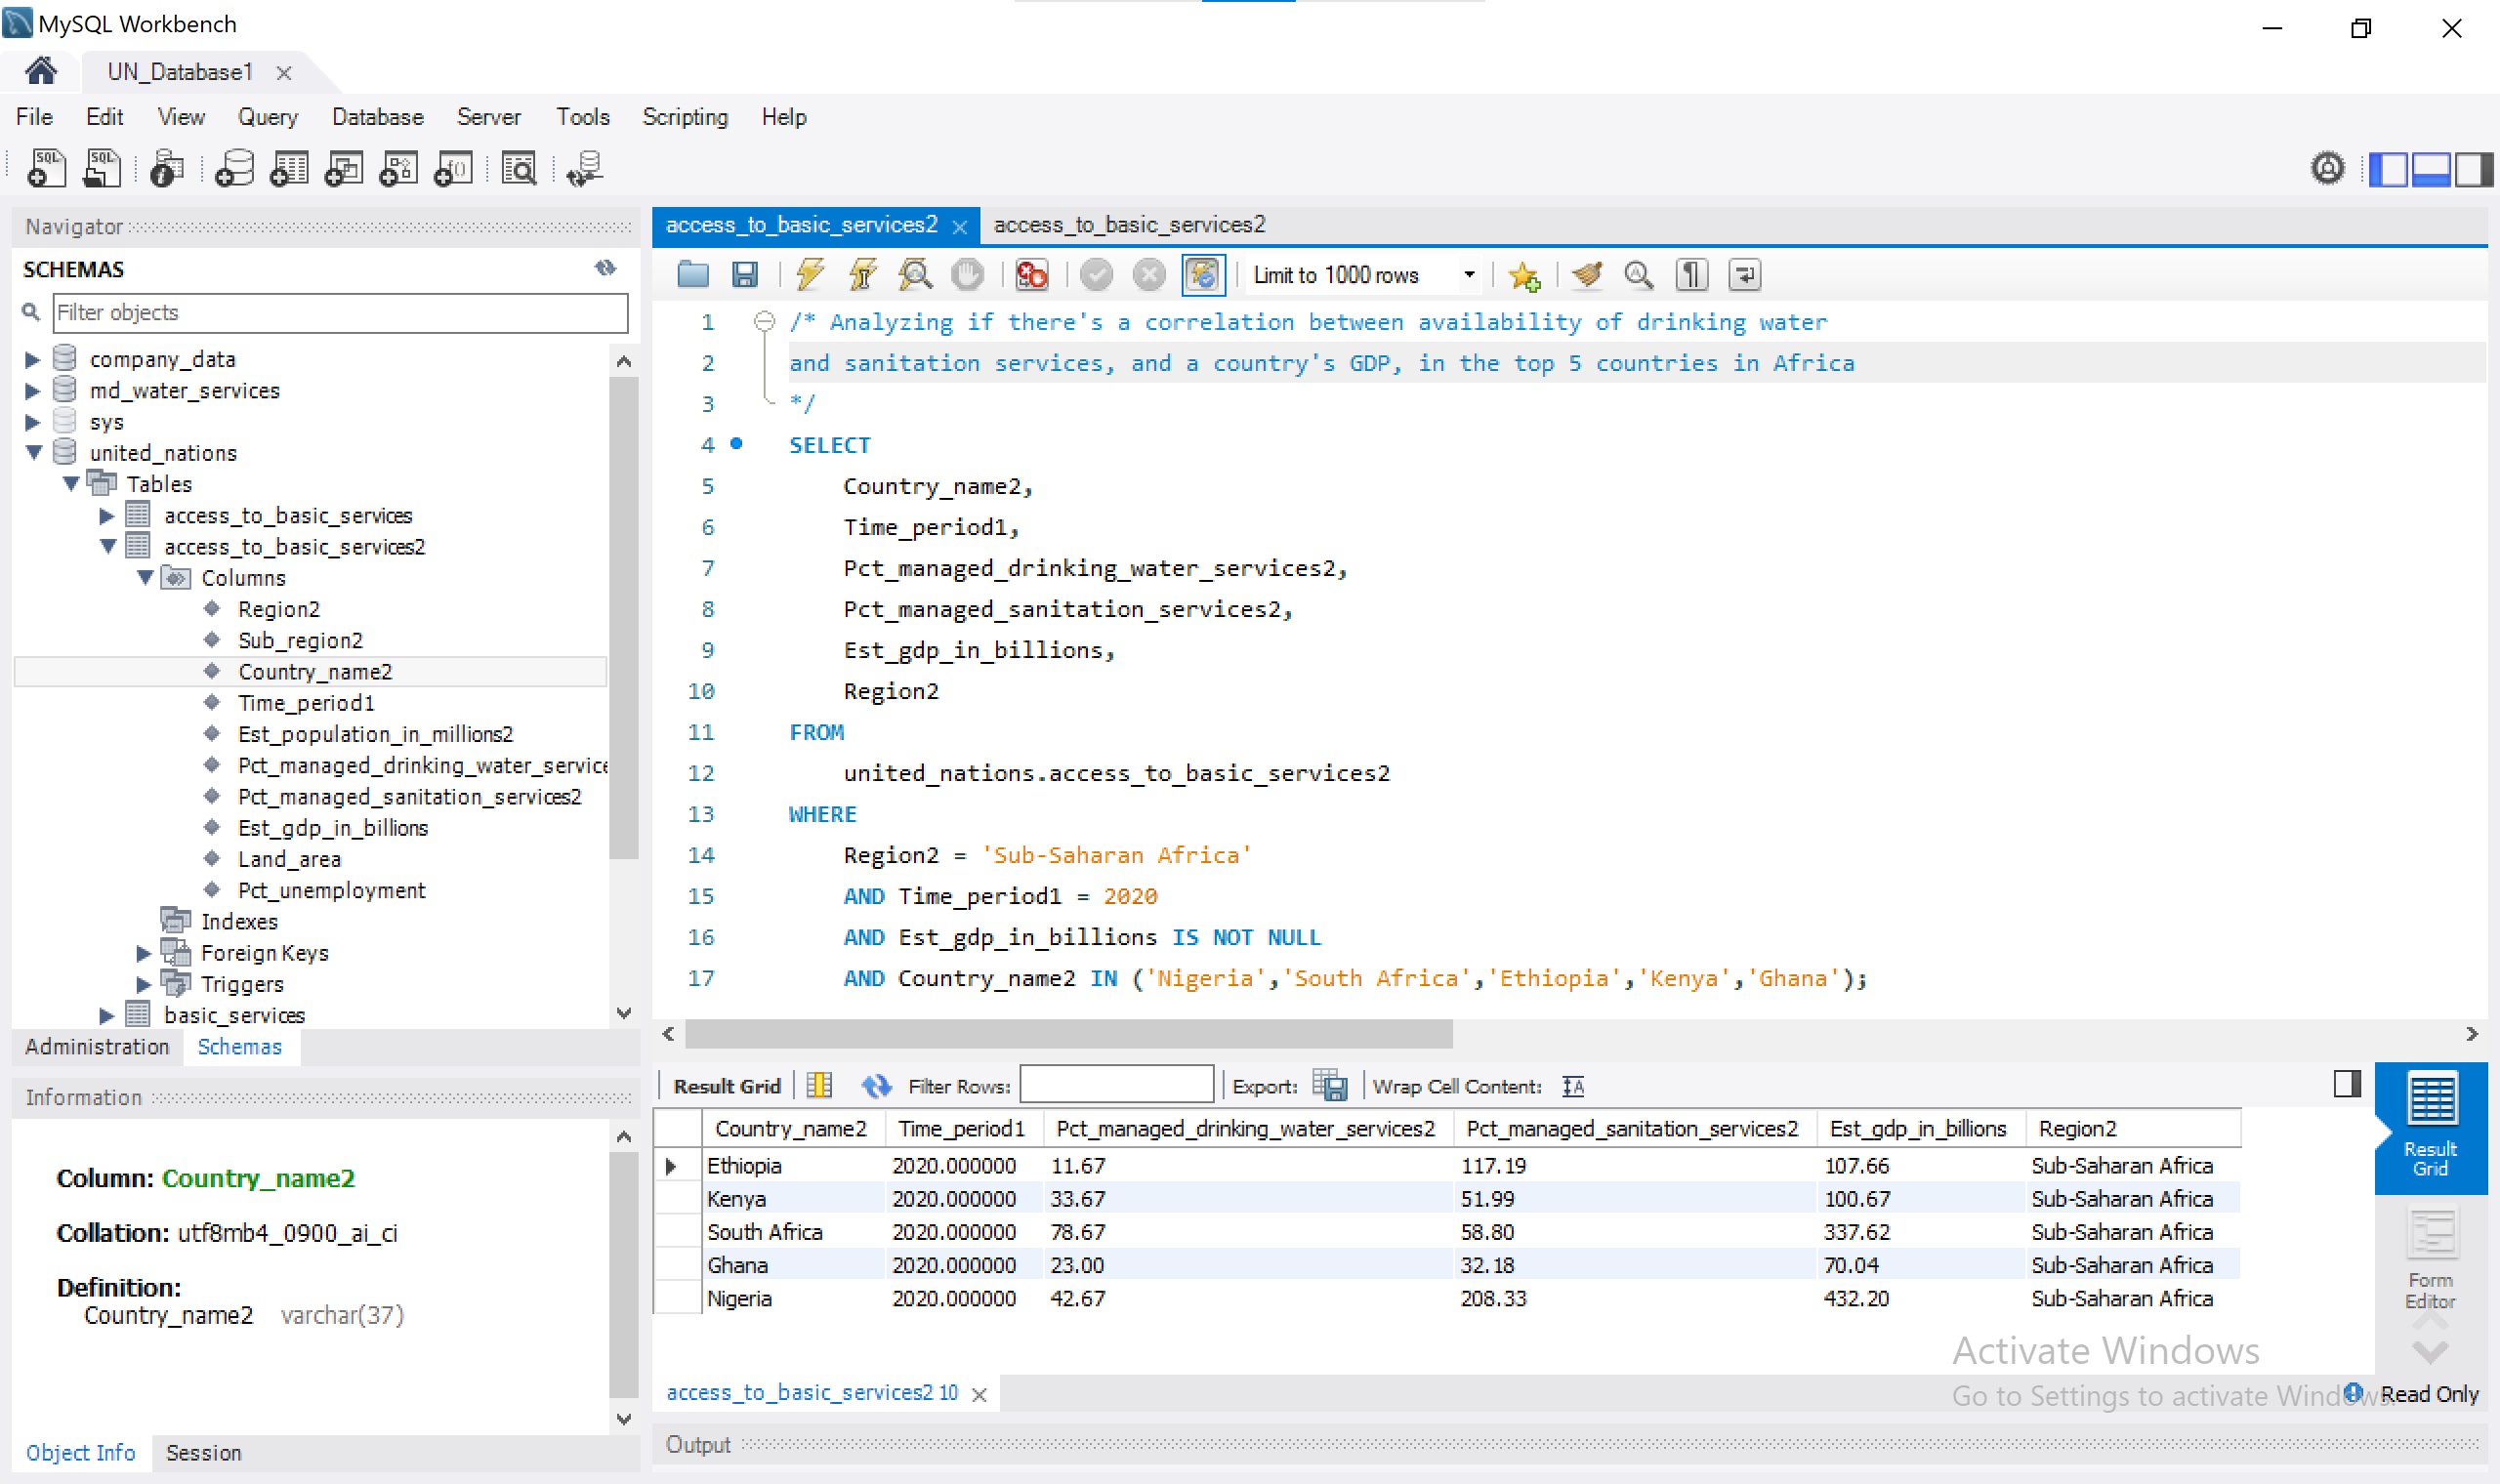 MySQL Workbench
UN_Database1
File Edit View Query Database Server Tools Scripting Help
Navigator
SCHEMAS
Filter objects
company_data
md_water_services
sys
united_nations
Tables
access_to_basic_services
access_to_basic_services2
Columns
Region2
Sub_region2
Country_name2
Time_period1
Est_population_in_millions2
Pct_managed_drinking_water_service
Pct_managed_sanitation_services2
Est_gdp_in_billions
Land_area
Pct_unemployment
Indexes
Foreign Keys
Triggers
basic_services
Administration Schemas
Information
Column: Country_name2
Collation: utf8mb4_0900_ai_ci
Definition:
Country_name2 varchar(37)
Object Info Session
access_to_basic_services2 access_to_basic_services2
Limit to 1000 rows
1 /* Analyzing if there's a correlation between availability of drinking water
2 and sanitation services, and a country's GDP, in the top 5 countries in Africa
3 */
4 SELECT
5 Country_name2,
6 Time_period1,
7 Pct_managed_drinking_water_services2,
8 Pct_managed_sanitation_services2,
9 Est_gdp_in_billions,
10 Region2
11 FROM
12 united_nations.access_to_basic_services2
13 WHERE
14 Region2 = 'Sub-Saharan Africa'
15 AND Time_period1 = 2020
16 AND Est_gdp_in_billions IS NOT NULL
17 AND Country_name2 IN ('Nigeria','South Africa','Ethiopia','Kenya','Ghana');
Result Grid Filter Rows: Export: Wrap Cell Content:
Country_name2 Time_period1 Pct_managed_drinking_water_services2 Pct_managed_sanitation_services2 Est_gdp_in_billions Region2
Ethiopia 2020.000000 11.67 117.19 107.66 Sub-Saharan Africa
Kenya 2020.000000 33.67 51.99 100.67 Sub-Saharan Africa
South Africa 2020.000000 78.67 58.80 337.62 Sub-Saharan Africa
Ghana 2020.000000 23.00 32.18 70.04 Sub-Saharan Africa
Nigeria 2020.000000 42.67 208.33 432.20 Sub-Saharan Africa
Result
Grid
Form
Editor
Activate Windows
Go to Settings to activate Windows.
access_to_basic_services2 10
Read Only
Output